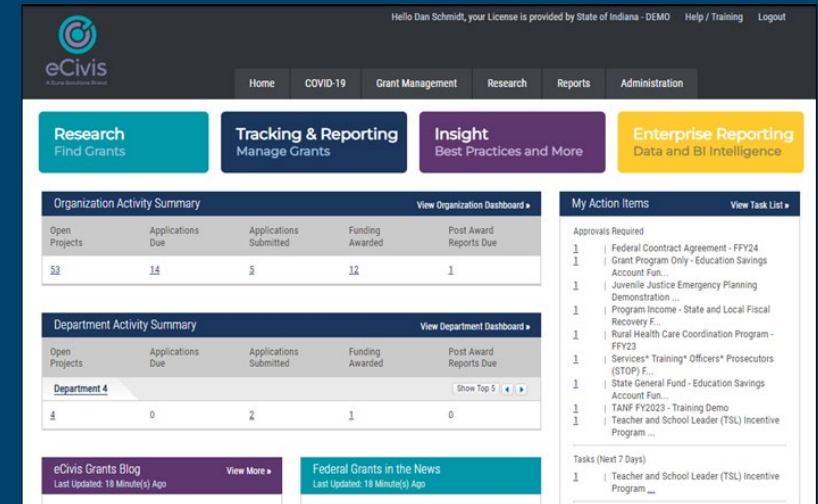 Hello Dan Schmidt, your License is provided by State of Indiana - DEMO Help / Training Logout
eCivis
A Euna Solutions Brand
Home COVID-19 Grant Management Research Reports Administration
Research
Find Grants
Tracking & Reporting
Manage Grants
Insight
Best Practices and More
Enterprise Reporting
Data and BI Intelligence
Organization Activity Summary View Organization Dashboard »
Open Projects Applications Due Applications Submitted Funding Awarded Post Award Reports Due
53 14 5 12 1
Department Activity Summary View Department Dashboard »
Open Projects Applications Due Applications Submitted Funding Awarded Post Award Reports Due
Department 4 Show Top 5
4 0 2 1 0
eCivis Grants Blog View More »
Last Updated: 18 Minute(s) Ago
Federal Grants in the News
Last Updated: 18 Minute(s) Ago
My Action Items View Task List »
Approvals Required
1 | Federal Coontract Agreement - FFY24
1 | Grant Program Only - Education Savings
Account Fun...
1 | Juvenile Justice Emergency Planning
Demonstration ...
1 | Program Income - State and Local Fiscal
Recovery F...
1 | Rural Health Care Coordination Program -
FFY23
1 | Services* Training* Officers* Prosecutors
(STOP) F...
1 | State General Fund - Education Savings
Account Fun...
1 | TANF FY2023 - Training Demo
1 | Teacher and School Leader (TSL) Incentive
Program ...
Tasks (Next 7 Days)
1 | Teacher and School Leader (TSL) Incentive
Program ...